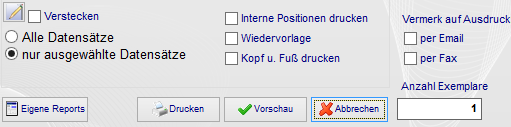 Verstecken
Alle Datensätze
nur ausgewählte Datensätze
Interne Positionen drucken
Wiedervorlage
Kopf u. Fuß drucken
Vermerk auf Ausdruck
per Email
per Fax
Anzahl Exemplare
1
Eigene Reports
Drucken
Vorschau
Abbrechen